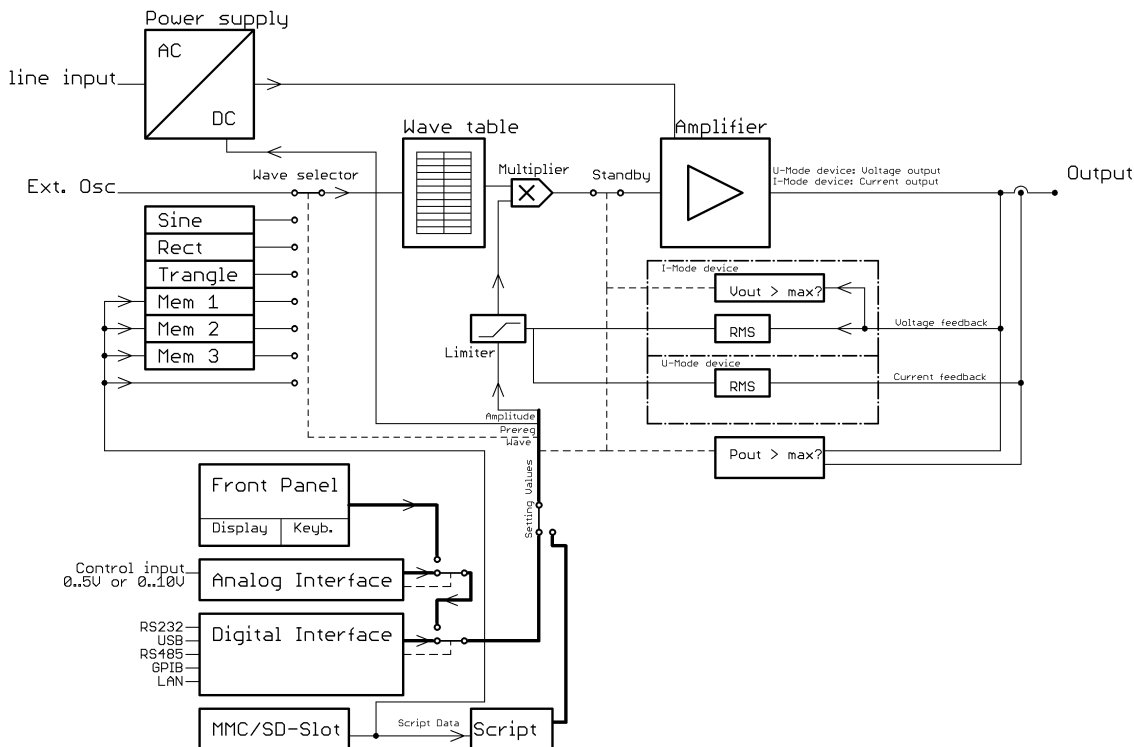 Power supply
AC
DC
line input
Wave table
Amplifier
Multiplier
Wave selector
Standby
U-Mode device: Voltage output
I-Mode device: Current output
Output
Ext. Osc
Sine
Rect
Trangle
Mem 1
Mem 2
Mem 3
I-Mode device
Vout > max?
RMS
Voltage feedback
Limiter
U-Mode device
RMS
Current feedback
Amplitude
Prereg
Wave
Pout > max?
Setting Values
Front Panel
Display
Keyb.
Control input
0..5V or 0..10V
Analog Interface
Digital Interface
RS232
USB
RS485
GPIB
LAN
MMC/SD-Slot
Script Data
Script